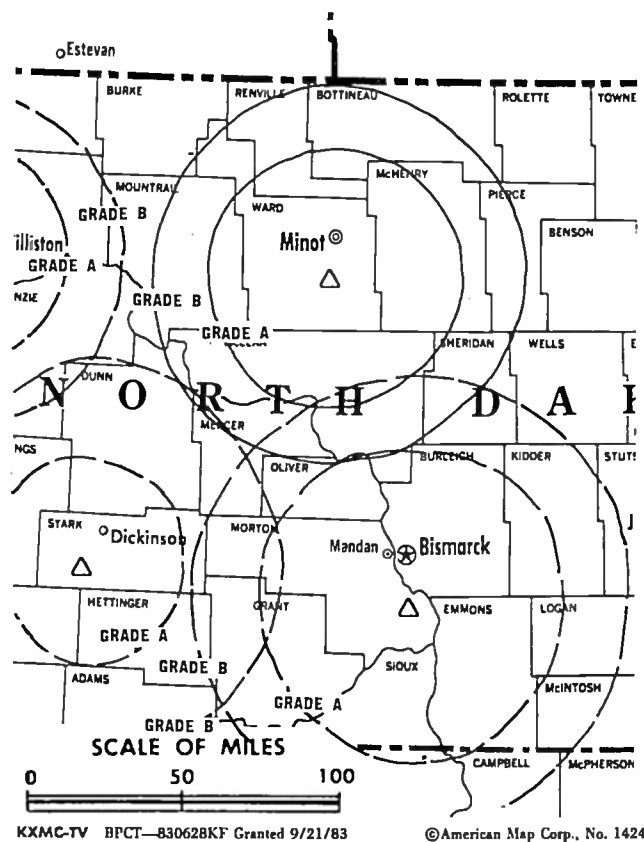 Estevan
BURKE
RENVILLE
BOTTINEAU
ROLETTE
TOWNE
MOUNTRAIL
McHENRY
PIERCE
WARD
GRADE B
BENSON
Minot
illiston
GRADE A
NZIE
GRADE B
GRADE A
SHERIDAN
WELLS
DUNN
NORTH DA
MERCER
INGS
OLIVER
BURLEIGH
KIDDER
STUTS
STARK
Dickinson
MORTON
Mandan
Bismarck
HETTINGER
GRANT
EMMONS
LOGAN
GRADE A
GRADE B
SIOUX
ADAMS
McINTOSH
GRADE A
GRADE B
SCALE OF MILES
CAMPBELL
McPHERSON
0 50 100
KXMC-TV BPCT—830628KF Granted 9/21/83 ©American Map Corp., No. 1424